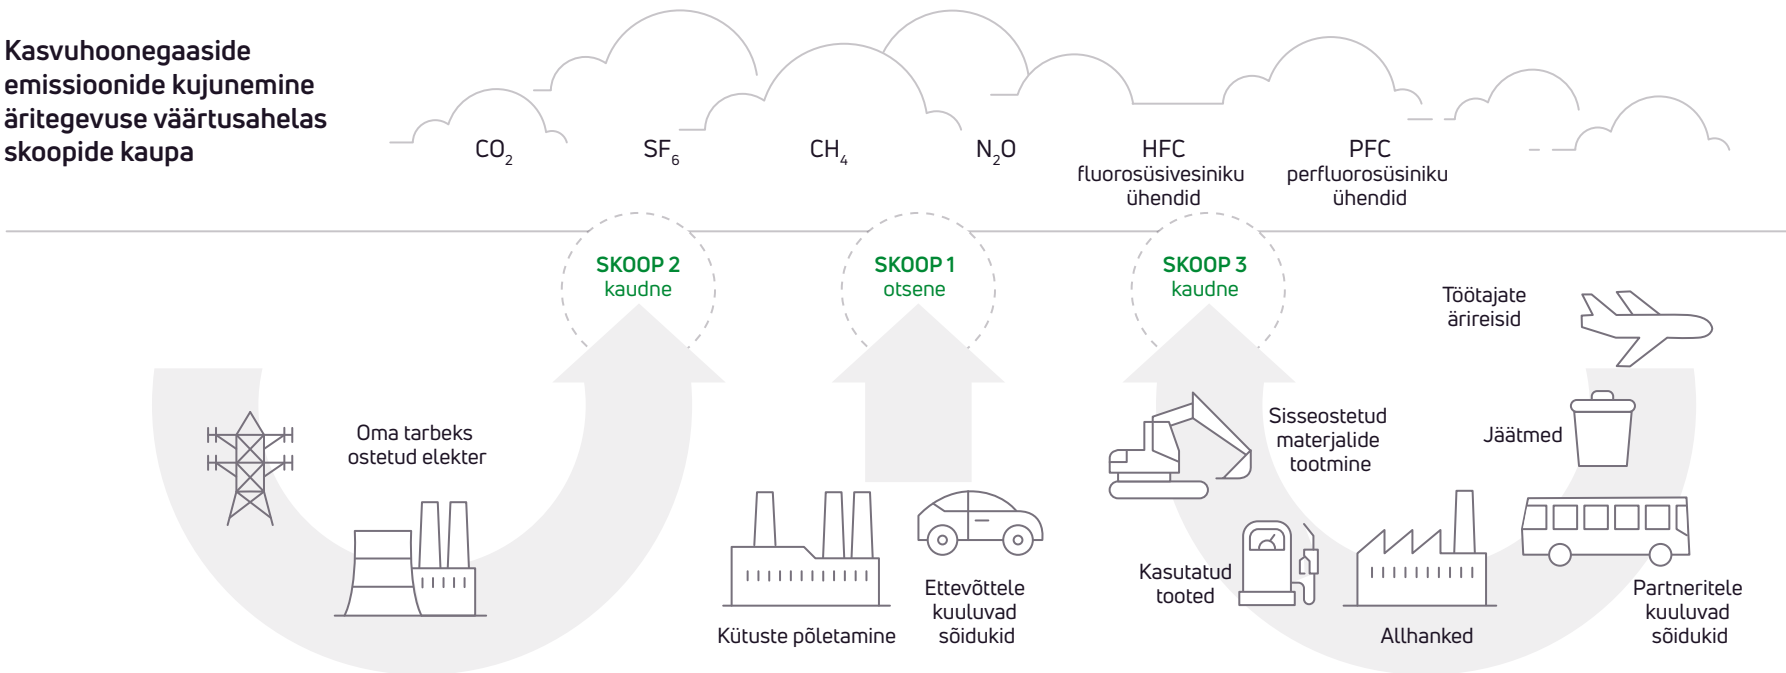 Kasvuhoonegaaside
emissioonide kujunemine
äritegevuse väärtusahelas
skoopide kaupa
CO₂
SF₆
CH₄
N₂O
HFC
fluorosüsivesiniku
ühendid
PFC
perfluorosüsiniku
ühendid
SKOOP 2
kaudne
SKOOP 1
otsene
SKOOP 3
kaudne
Oma tarbeks
ostetud elekter
Kütuste põletamine
Ettevõttele
kuuluvad
sõidukid
Töötajate
ärireisid
Sisseostetud
materjalide
tootmine
Jäätmed
Kasutatud
tooted
Allhanked
Partneritele
kuuluvad
sõidukid